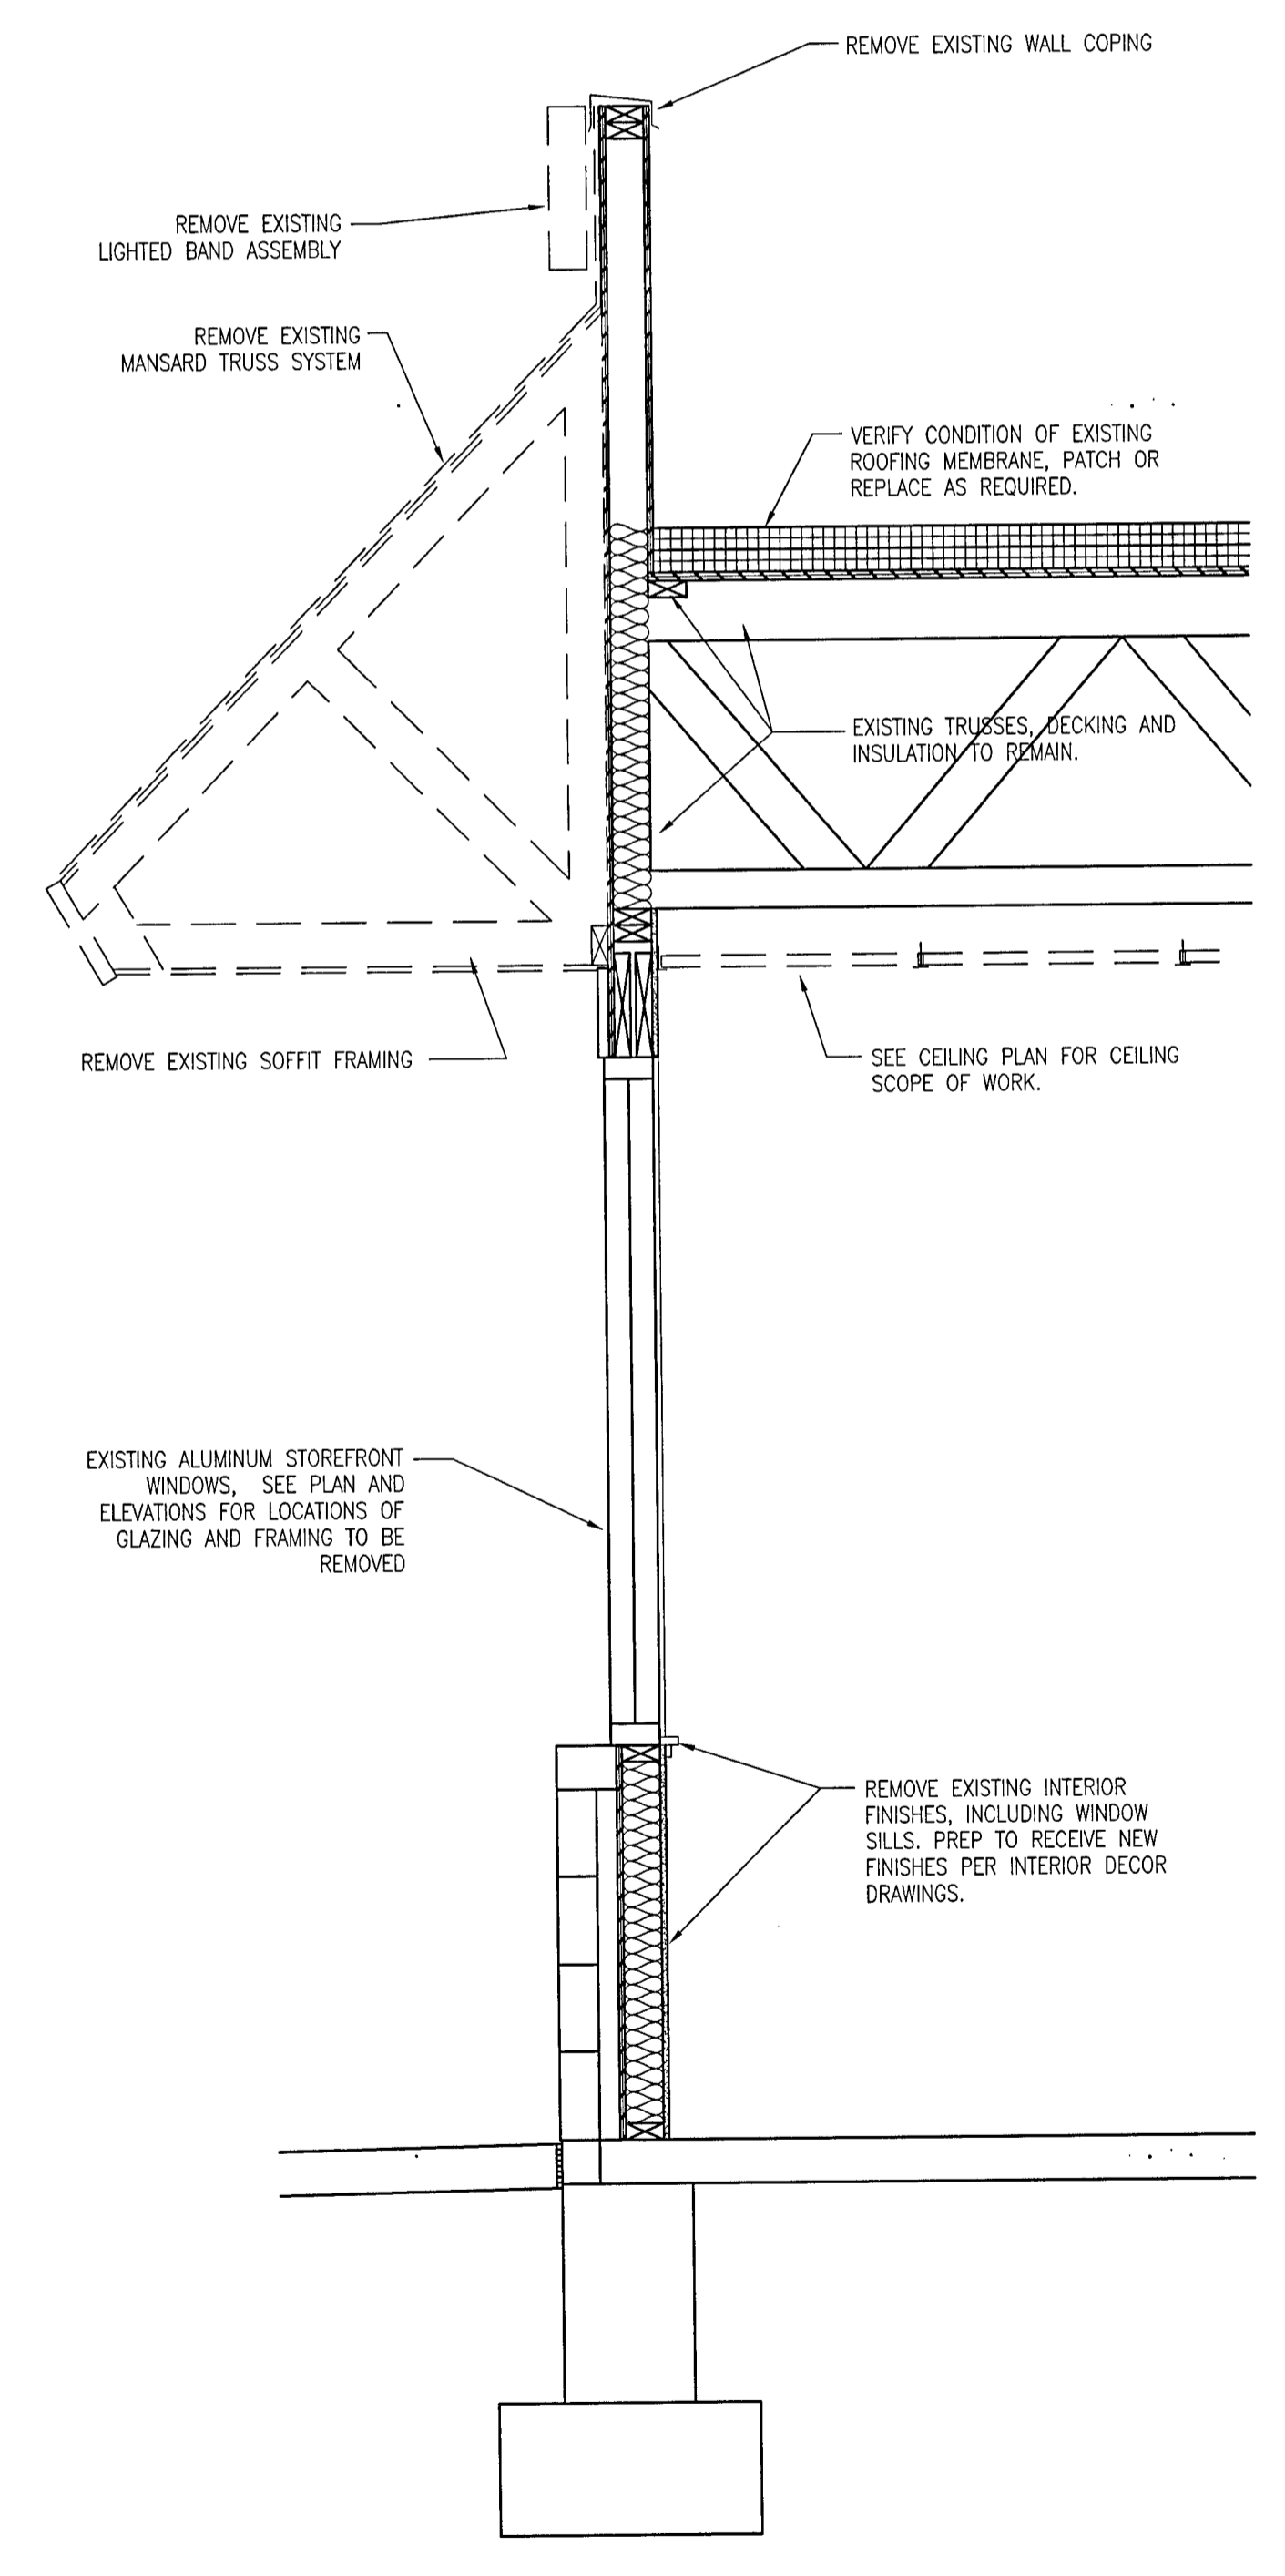 REMOVE EXISTING WALL COPING
REMOVE EXISTING
LIGHTED BAND ASSEMBLY
REMOVE EXISTING
MANSARD TRUSS SYSTEM
VERIFY CONDITION OF EXISTING
ROOFING MEMBRANE, PATCH OR
REPLACE AS REQUIRED.
EXISTING TRUSSES, DECKING AND
INSULATION TO REMAIN.
REMOVE EXISTING SOFFIT FRAMING
SEE CEILING PLAN FOR CEILING
SCOPE OF WORK.
EXISTING ALUMINUM STOREFRONT
WINDOWS, SEE PLAN AND
ELEVATIONS FOR LOCATIONS OF
GLAZING AND FRAMING TO BE
REMOVED
REMOVE EXISTING INTERIOR
FINISHES, INCLUDING WINDOW
SILLS. PREP TO RECEIVE NEW
FINISHES PER INTERIOR DECOR
DRAWINGS.